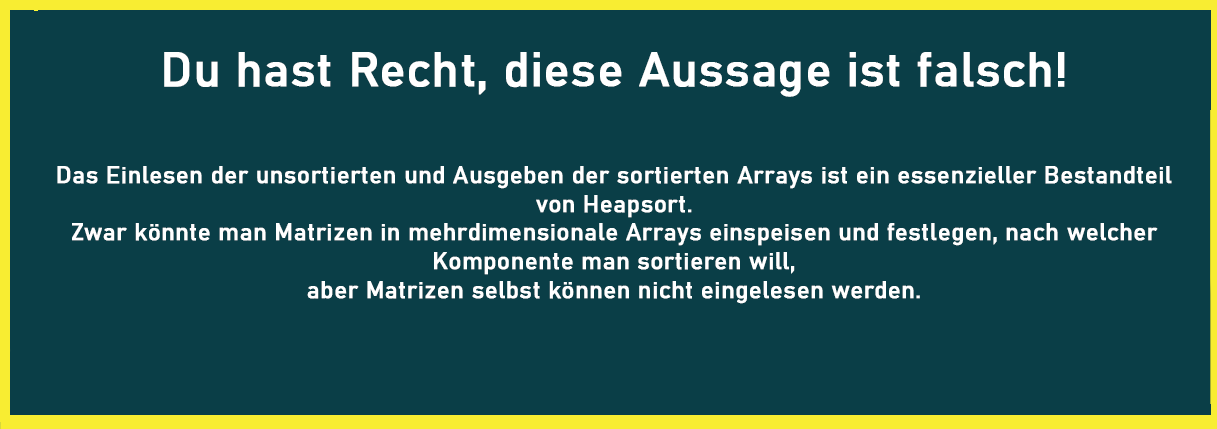 Du hast Recht, diese Aussage ist falsch!
Das Einlesen der unsortierten und Ausgeben der sortierten Arrays ist ein essenzieller Bestandteil
von Heapsort.
Zwar könnte man Matrizen in mehrdimensionale Arrays einspeisen und festlegen, nach welcher
Komponente man sortieren will,
aber Matrizen selbst können nicht eingelesen werden.